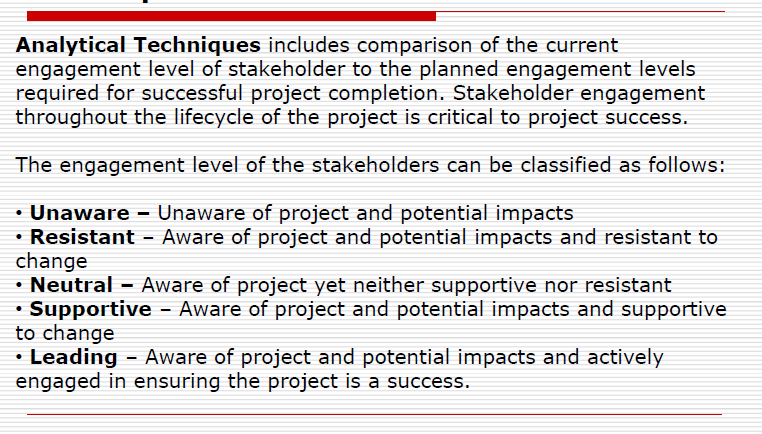 Analytical Techniques includes comparison of the current
engagement level of stakeholder to the planned engagement levels
required for successful project completion. Stakeholder engagement
throughout the lifecycle of the project is critical to project success.
The engagement level of the stakeholders can be classified as follows:
• Unaware – Unaware of project and potential impacts
• Resistant – Aware of project and potential impacts and resistant to
change
• Neutral – Aware of project yet neither supportive nor resistant
• Supportive – Aware of project and potential impacts and supportive
to change
• Leading – Aware of project and potential impacts and actively
engaged in ensuring the project is a success.